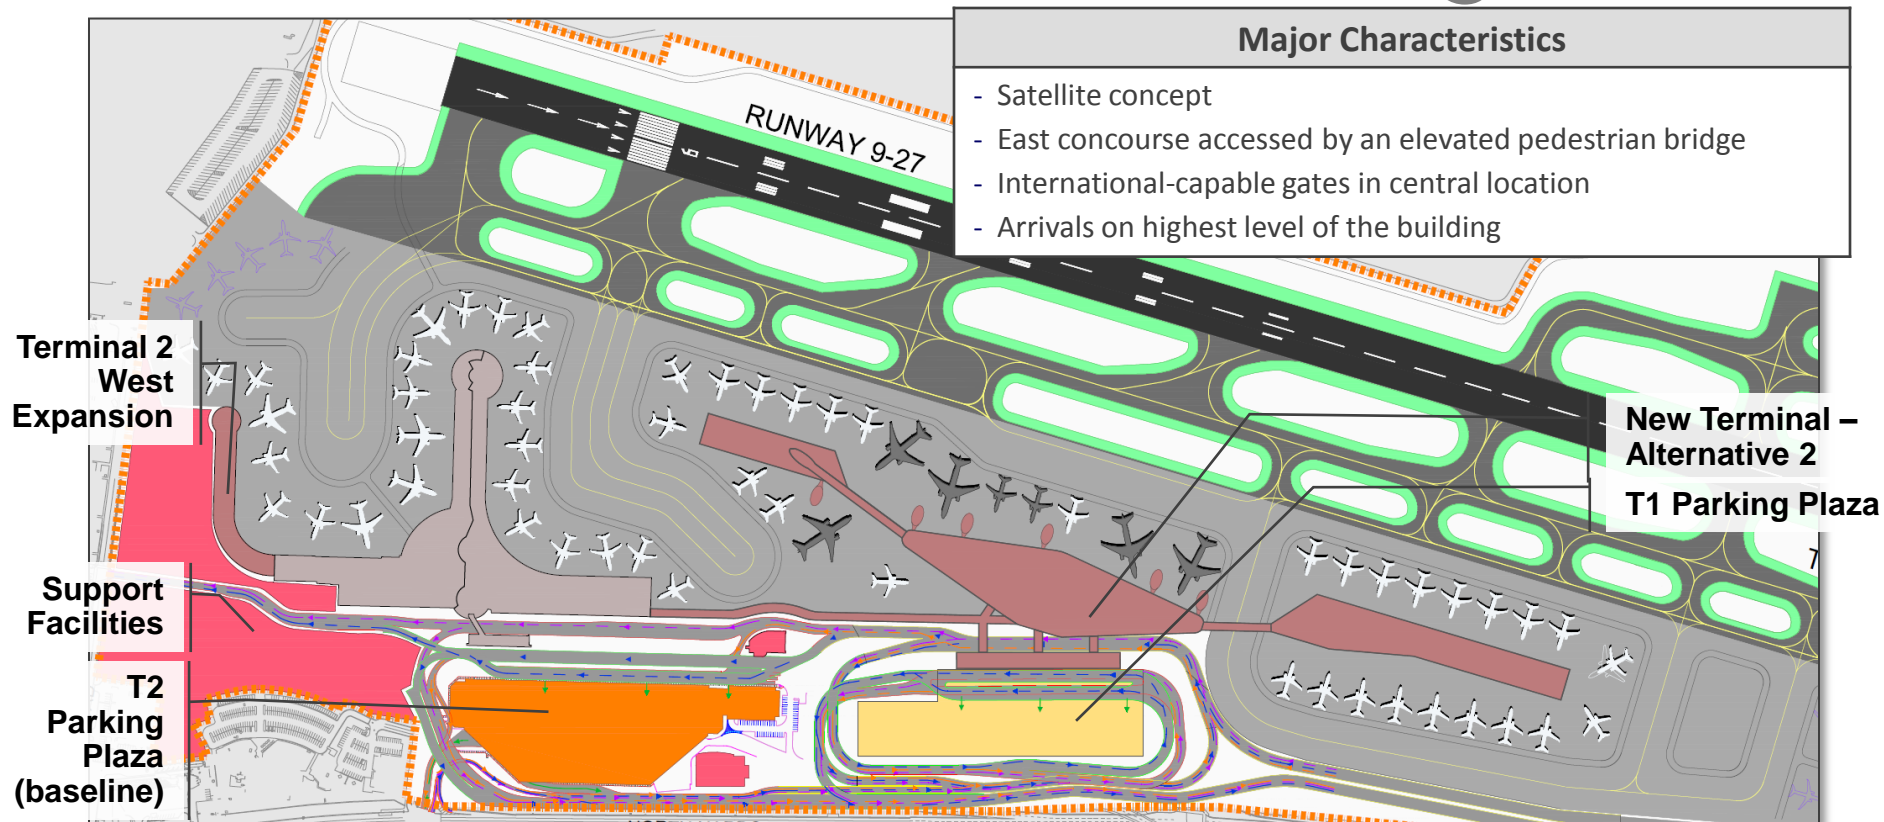 Major Characteristics
- Satellite concept
- East concourse accessed by an elevated pedestrian bridge
- International-capable gates in central location
- Arrivals on highest level of the building
RUNWAY 9-27
9
Terminal 2
West
Expansion
New Terminal –
Alternative 2
T1 Parking Plaza
Support
Facilities
T2
Parking
Plaza
(baseline)